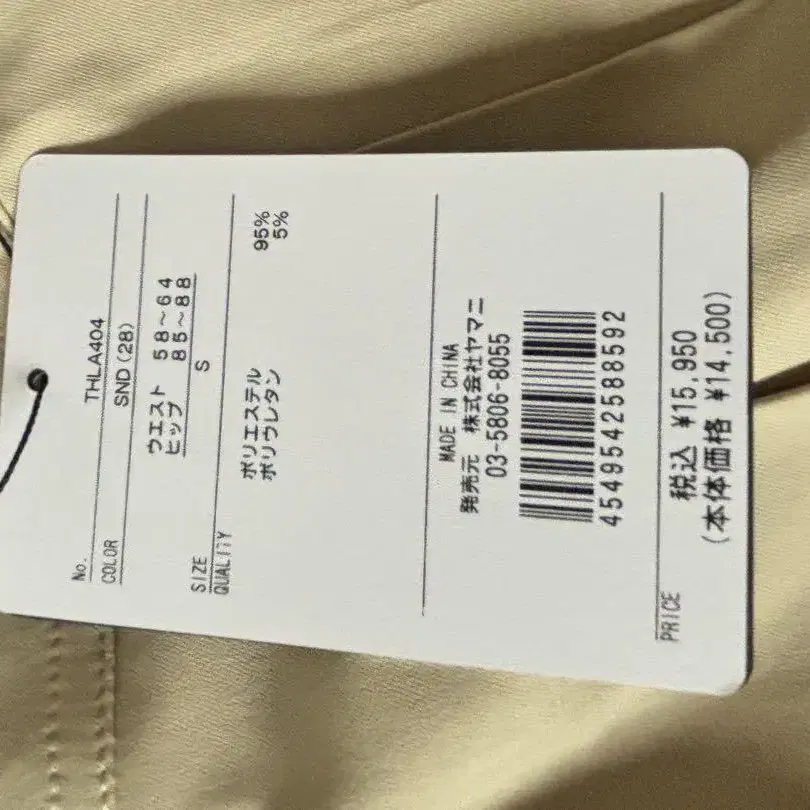 No. THLA404
COLOR SND(28)
ウエスト 58～64
ヒップ 85～88
SIZE S
QUALITY
ポリエステル 95%
ポリウレタン 5%
MADE IN CHINA
発売元 株式会社ヤマニ
03-5806-8055
4549542588592
PRICE
税込 ¥15,950
(本体価格 ¥14,500)